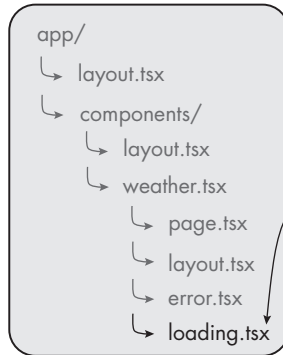 app/
layout.tsx
components/
layout.tsx
weather.tsx
page.tsx
layout.tsx
error.tsx
loading.tsx